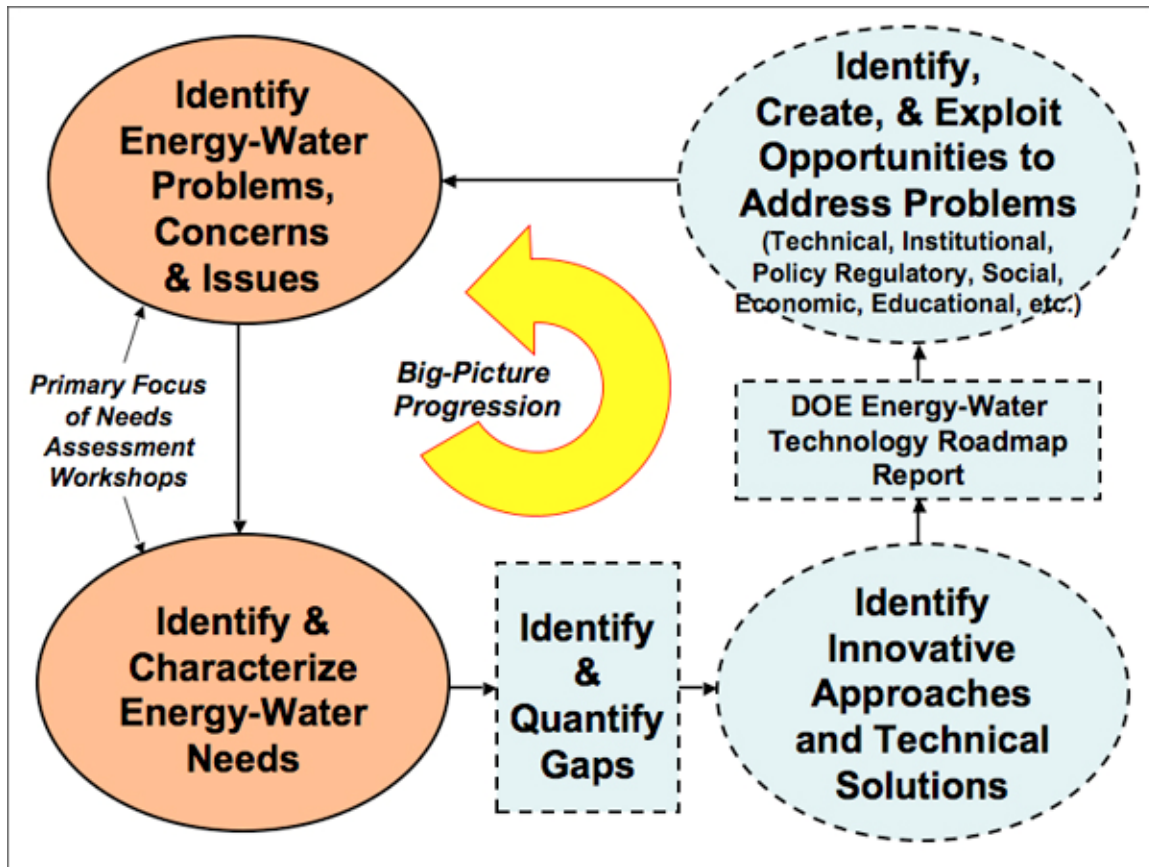 Identify
Energy-Water
Problems,
Concerns
& Issues
Identify,
Create, & Exploit
Opportunities to
Address Problems
(Technical, Institutional,
Policy Regulatory, Social,
Economic, Educational, etc.)
Primary Focus
of Needs
Assessment
Workshops
Big-Picture
Progression
DOE Energy-Water
Technology Roadmap
Report
Identify &
Characterize
Energy-Water
Needs
Identify
&
Quantify
Gaps
Identify
Innovative
Approaches
and Technical
Solutions